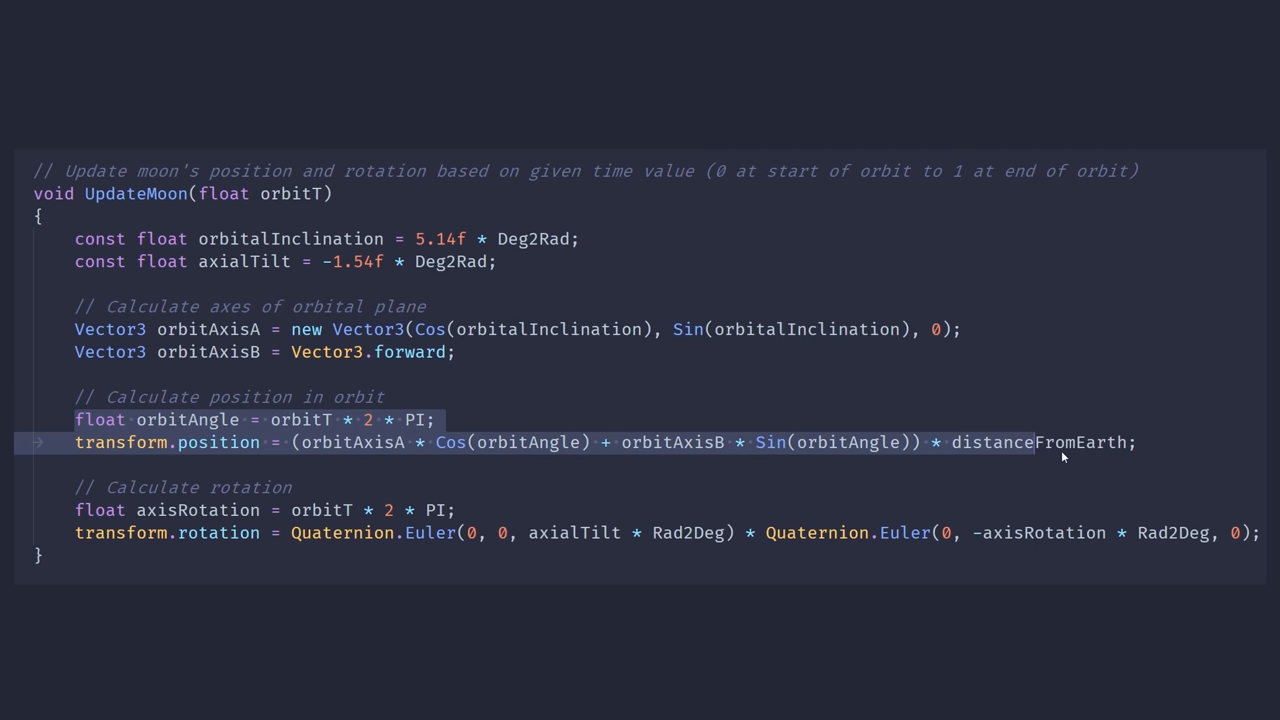 // Update moon's position and rotation based on given time value (0 at start of orbit to 1 at end of orbit)
void UpdateMoon(float orbitT)
{
const float orbitalInclination = 5.14f * Deg2Rad;
const float axialTilt = -1.54f * Deg2Rad;
// Calculate axes of orbital plane
Vector3 orbitAxisA = new Vector3(Cos(orbitalInclination), Sin(orbitalInclination), 0);
Vector3 orbitAxisB = Vector3.forward;
// Calculate position in orbit
float orbitAngle = orbitT * 2 * PI;
transform.position = (orbitAxisA * Cos(orbitAngle) + orbitAxisB * Sin(orbitAngle)) * distanceFromEarth;
// Calculate rotation
float axisRotation = orbitT * 2 * PI;
transform.rotation = Quaternion.Euler(0, 0, axialTilt * Rad2Deg) * Quaternion.Euler(0, -axisRotation * Rad2Deg, 0);
}